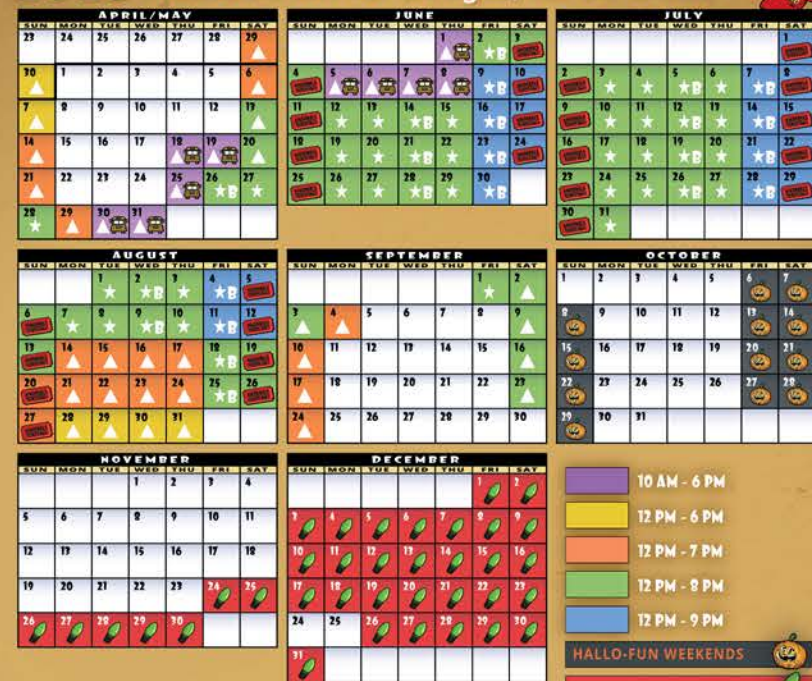 APRIL/MAY
SUN MON TUE WED THU FRI SAT
23 24 25 26 27 28 29
30 1 2 3 4 5 6
7 8 9 10 11 12 13
14 15 16 17 18 19 20
21 22 23 24 25 26 B 27
28 29 30 31
JUNE
SUN MON TUE WED THU FRI SAT
1 2 B 3
4 5 6 7 8 9 B 10
11 12 13 14 B 15 16 B 17
18 19 20 21 B 22 23 B 24
25 26 27 28 B 29 30 B
JULY
SUN MON TUE WED THU FRI SAT
1
2 3 4 5 B 6 7 B 8
9 10 11 12 B 13 14 B 15
16 17 18 19 B 20 21 B 22
23 24 25 26 B 27 28 B 29
30 31
AUGUST
SUN MON TUE WED THU FRI SAT
1 2 B 3 4 B 5
6 7 8 9 B 10 11 B 12
13 14 15 16 17 18 B 19
20 21 22 23 24 25 B 26
27 28 29 30 31
SEPTEMBER
SUN MON TUE WED THU FRI SAT
1 2
3 4 5 6 7 8 9
10 11 12 13 14 15 16
17 18 19 20 21 22 23
24 25 26 27 28 29 30
OCTOBER
SUN MON TUE WED THU FRI SAT
1 2 3 4 5 6 7
8 9 10 11 12 13 14
15 16 17 18 19 20 21
22 23 24 25 26 27 28
29 30 31
NOVEMBER
SUN MON TUE WED THU FRI SAT
1 2 3 4
5 6 7 8 9 10 11
12 13 14 15 16 17 18
19 20 21 22 23 24 25
26 27 28 29 30
DECEMBER
SUN MON TUE WED THU FRI SAT
1 2
3 4 5 6 7 8 9
10 11 12 13 14 15 16
17 18 19 20 21 22 23
24 25 26 27 28 29 30
31
10 AM - 6 PM
12 PM - 6 PM
12 PM - 7 PM
12 PM - 8 PM
12 PM - 9 PM
HALLO-FUN WEEKENDS